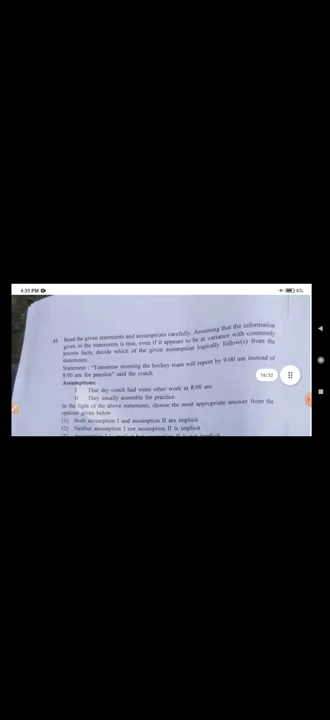 4:35 PM
85
16/32
55 Read the given statements and assumptions carefully. Assuming that the information
given in the statements is true, even if it appears to be at variance with commonly
known facts, decide which of the given assumption logically follow(s) from the
statements.
Statement : "Tomorrow morning the hockey team will report by 9.00 am instead of
8.00 am for practice" said the coach.
Assumptions:
I That day coach had some other work at 8.00 am
II They usually assemble for practice
In the light of the above statements, choose the most appropriate answer from the
options given below
(1) Both assumption I and assumption II are implicit
(2) Neither assumption I nor assumption II is implicit